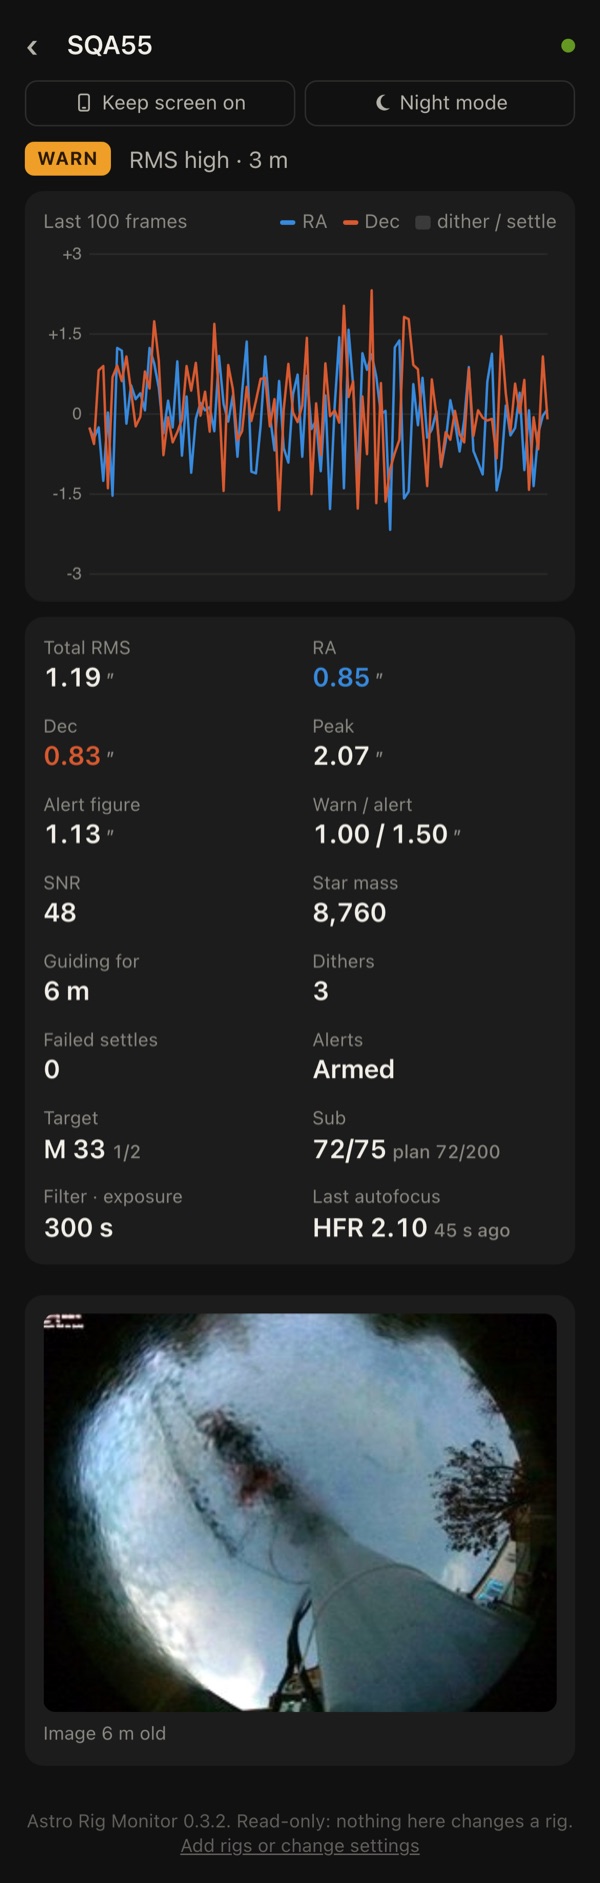 SQA55
Keep screen on
Night mode
WARN RMS high · 3 m
Last 100 frames RA Dec dither / settle
+3
+1.5
0
-1.5
-3
Total RMS RA
1.19 ″ 0.85 ″
Dec Peak
0.83 ″ 2.07 ″
Alert figure Warn / alert
1.13 ″ 1.00 / 1.50 ″
SNR Star mass
48 8,760
Guiding for Dithers
6 m 3
Failed settles Alerts
0 Armed
Target Sub
M 33 1/2 72/75 plan 72/200
Filter · exposure Last autofocus
300 s HFR 2.10 45 s ago
Image 6 m old
Astro Rig Monitor 0.3.2. Read-only: nothing here changes a rig.
Add rigs or change settings